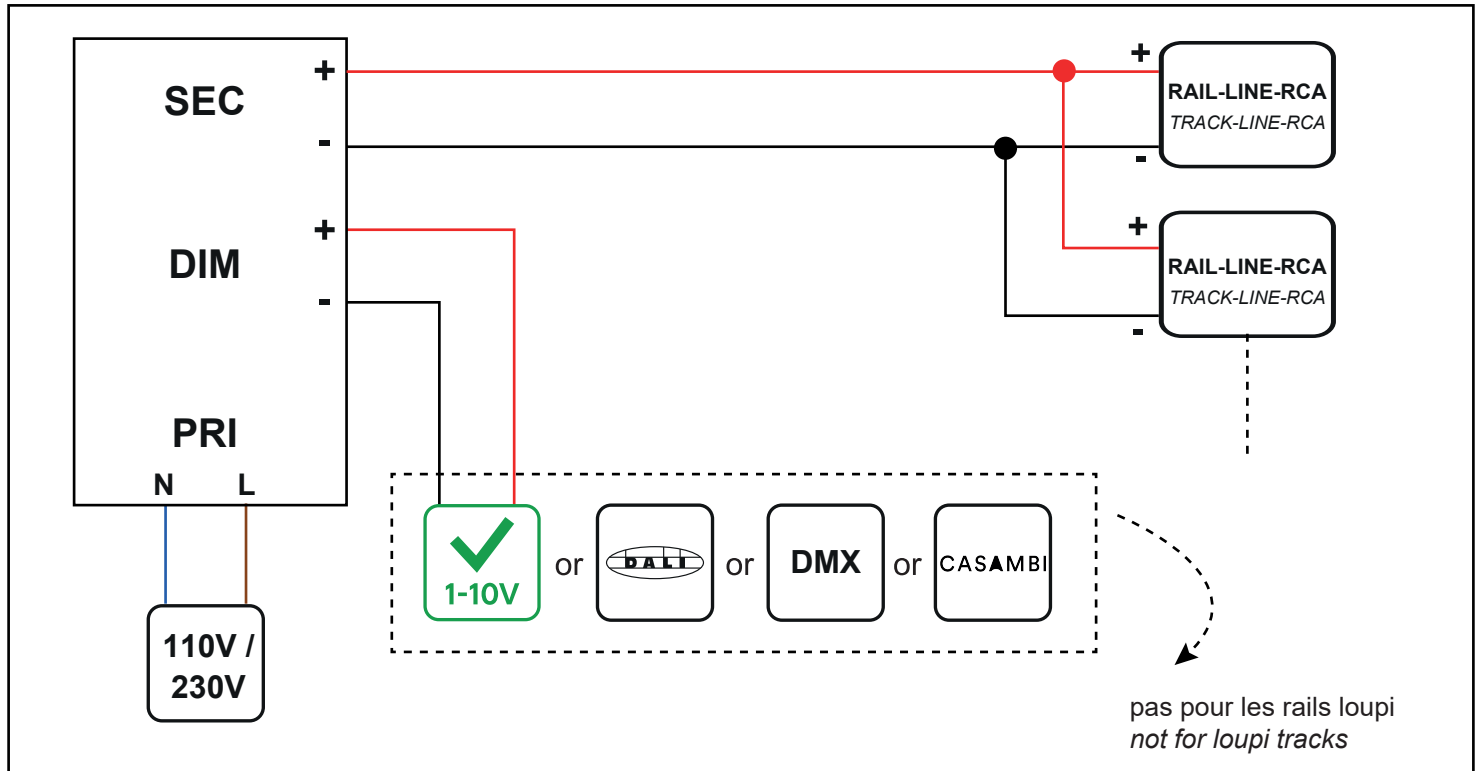 SEC
+
-
DIM
+
-
PRI
N L
110V /
230V
+
RAIL-LINE-RCA
TRACK-LINE-RCA
-
+
RAIL-LINE-RCA
TRACK-LINE-RCA
-
1-10V
or
DALI
or
DMX
or
CASAMBI
pas pour les rails loupi
not for loupi tracks